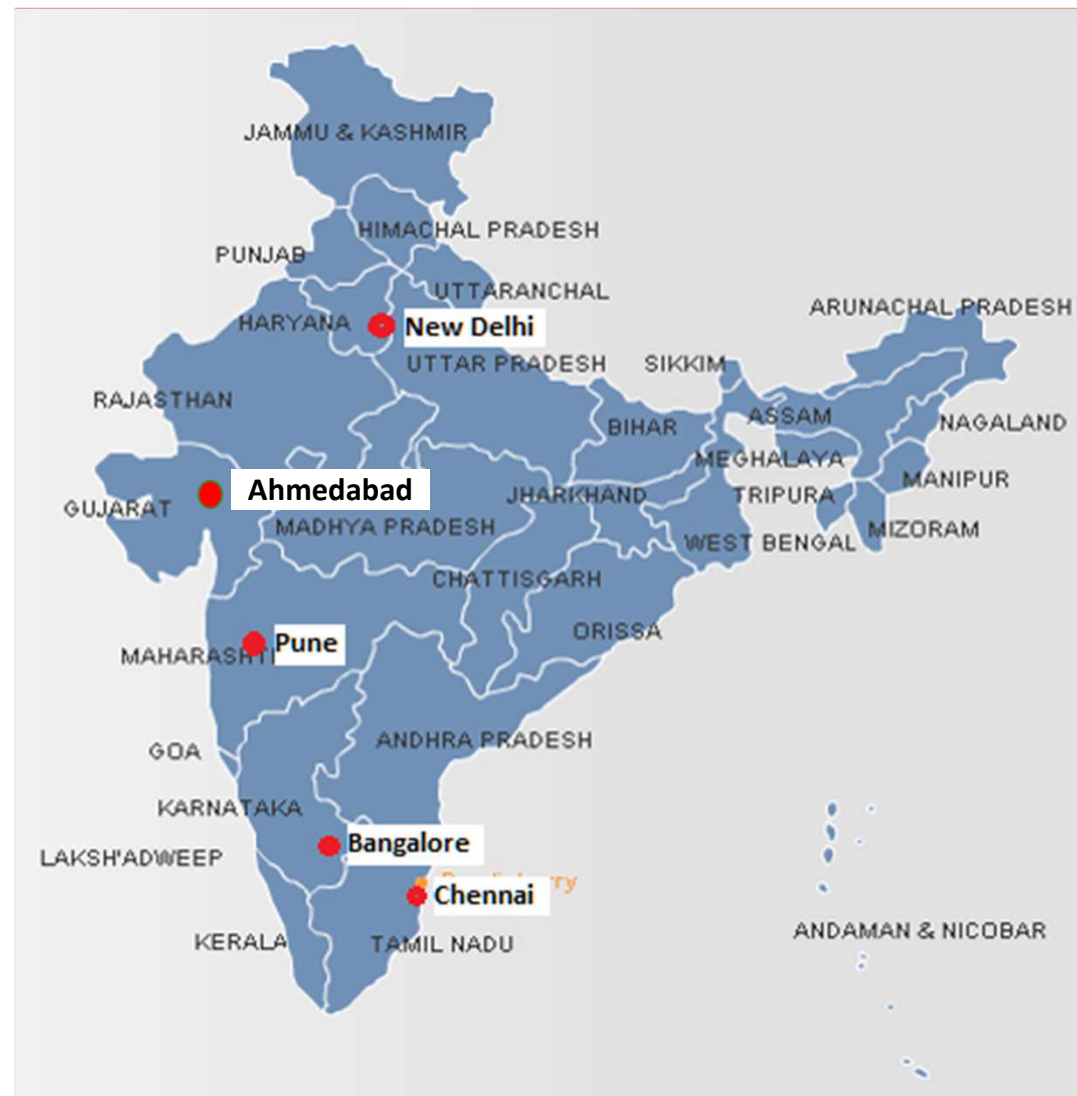 JAMMU & KASHMIR
HIMACHAL PRADESH
PUNJAB
UTTARANCHAL
ARUNACHAL PRADESH
HARYANA
New Delhi
UTTAR PRADESH
SIKKIM
RAJASTHAN
ASSAM
NAGALAND
BIHAR
MEGHALAYA
MANIPUR
Ahmedabad
GUJARAT
JHARKHAND
TRIPURA
MADHYA PRADESH
MIZORAM
WEST BENGAL
CHATTISGARH
ORISSA
Pune
GOA
ANDHRA PRADESH
KARNATAKA
Bangalore
LAKSH'ADWEEP
Chennai
KERALA
TAMIL NADU
ANDAMAN & NICOBAR